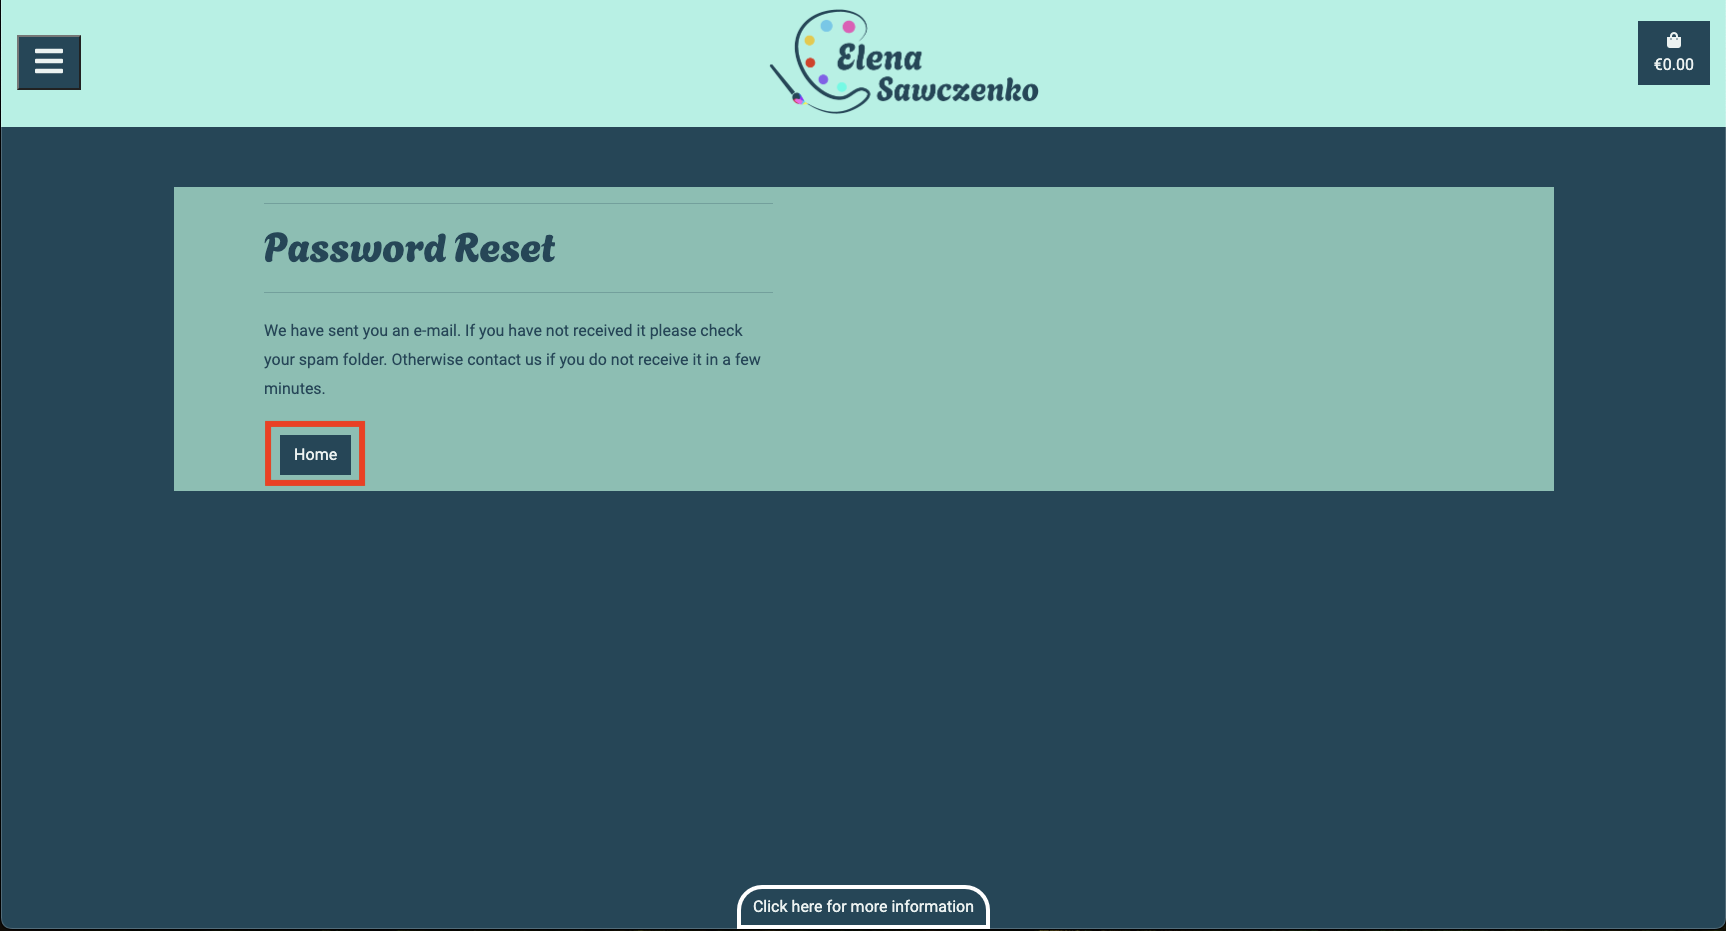 Elena
Sawczenko
€0.00
Password Reset
We have sent you an e-mail. If you have not received it please check
your spam folder. Otherwise contact us if you do not receive it in a few
minutes.
Home
Click here for more information